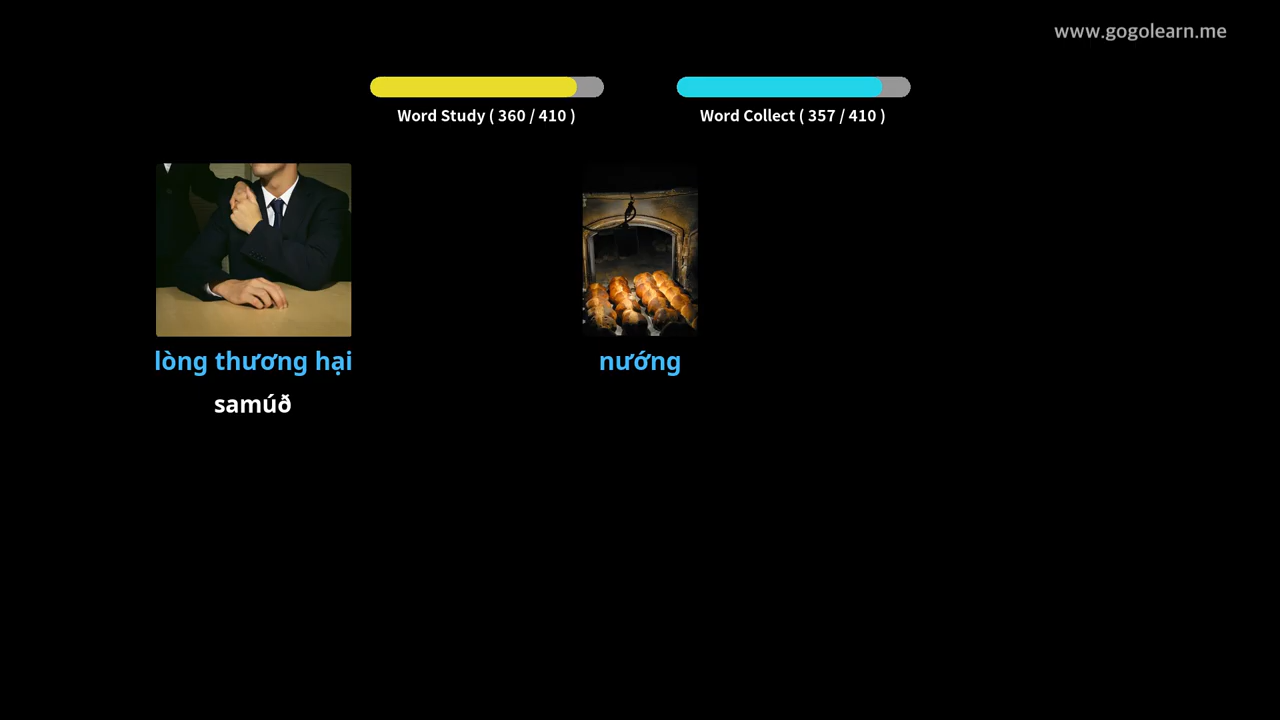 www.gogolearn.me
Word Study ( 360 / 410 )
Word Collect ( 357 / 410 )
lòng thương hại
nướng
samúð